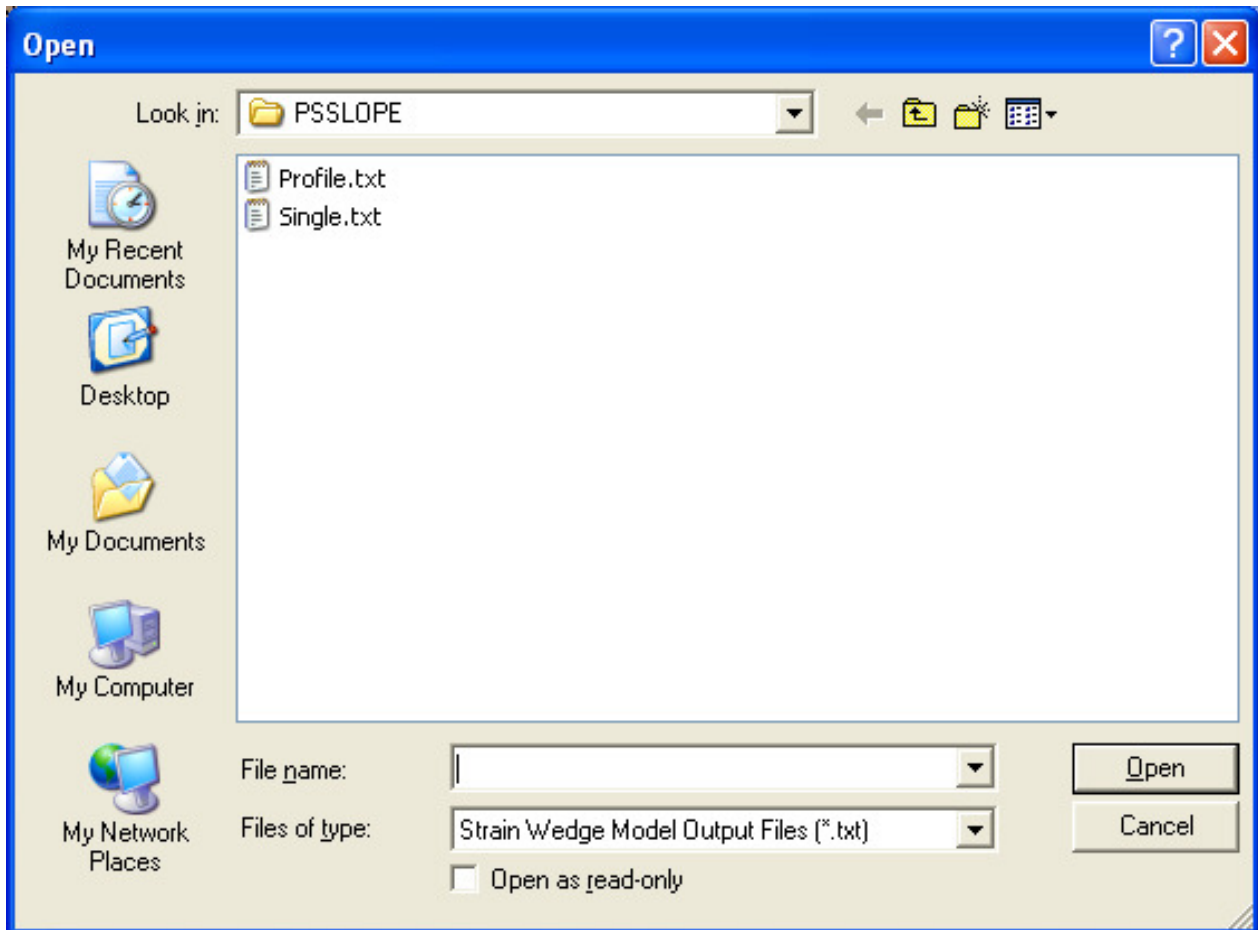 Open
Look in:
PSSLOPE
Profile.txt
Single.txt
My Recent
Documents
Desktop
My Documents
My Computer
My Network
Places
File name:
Open
Files of type:
Strain Wedge Model Output Files (*.txt)
Cancel
Open as read-only